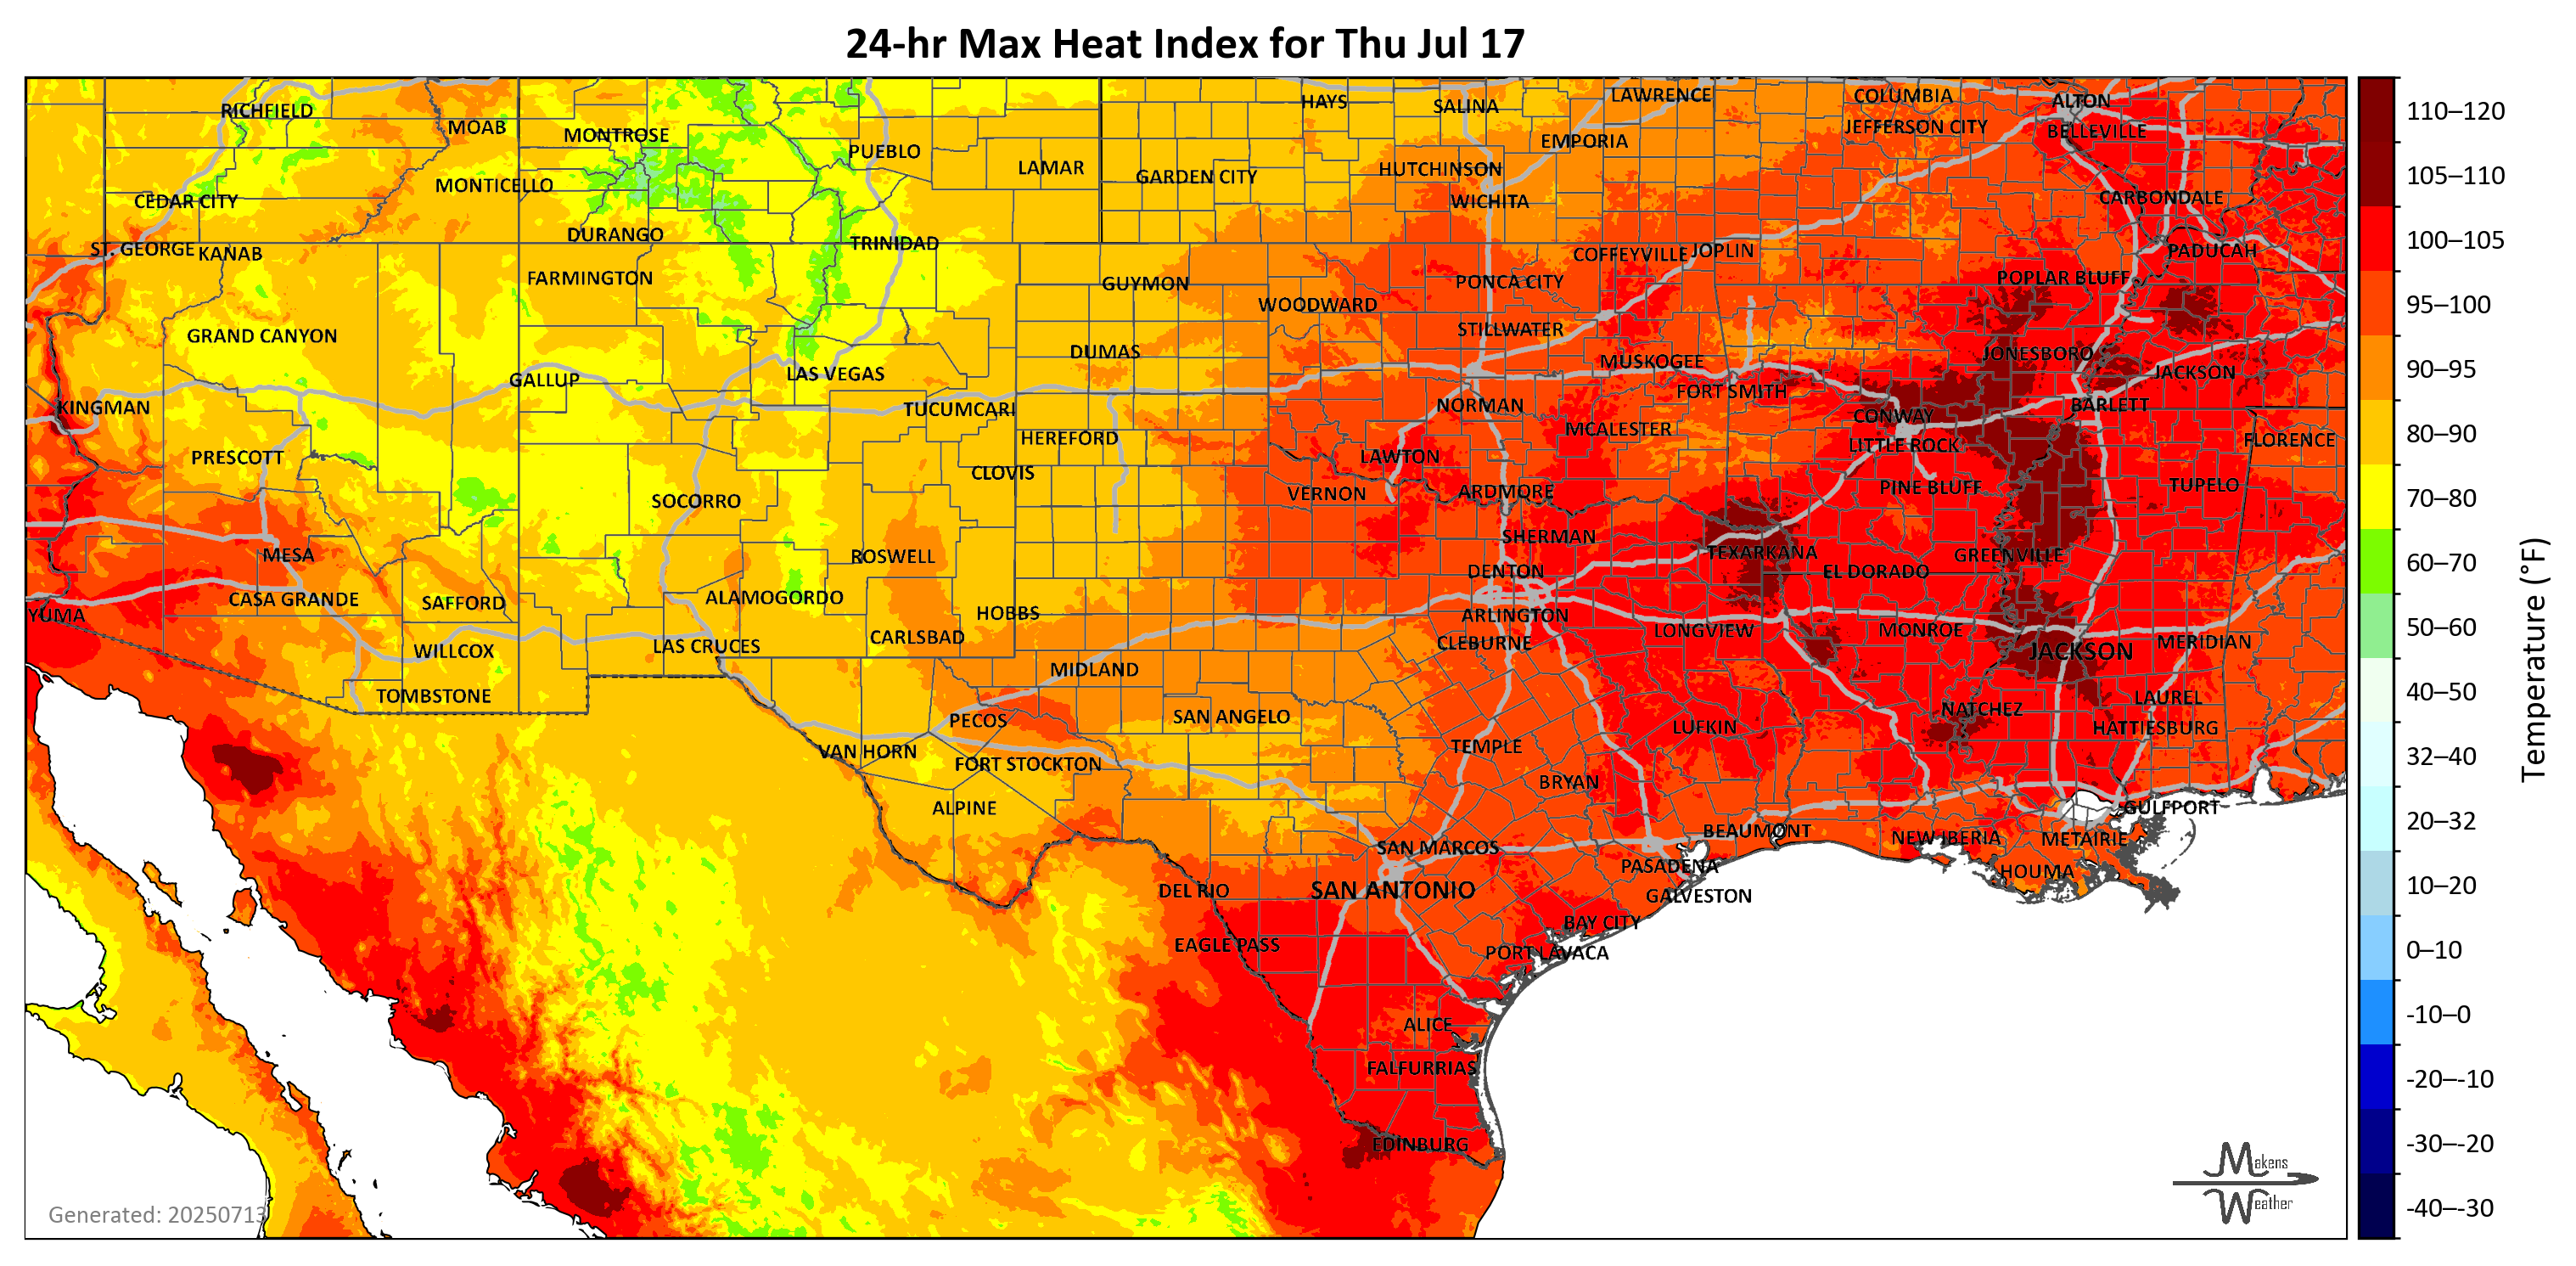 24-hr Max Heat Index for Thu Jul 17
RICHFIELD
MOAB
MONTROSE
PUEBLO
LAMAR
HAYS
SALINA
LAWRENCE
COLUMBIA
ALTON
JEFFERSON CITY
BELLEVILLE
EMPORIA
HUTCHINSON
GARDEN CITY
MONTICELLO
CEDAR CITY
WICHITA
CARBONDALE
DURANGO
TRINIDAD
ST. GEORGE
KANAB
COFFEYVILLE
JOPLIN
PADUCAH
FARMINGTON
GUYMON
PONCA CITY
POPLAR BLUFF
WOODWARD
GRAND CANYON
STILLWATER
DUMAS
MUSKOGEE
JONESBORO
GALLUP
LAS VEGAS
JACKSON
FORT SMITH
KINGMAN
TUCUMCARI
NORMAN
CONWAY
BARLETT
HEREFORD
MCALESTER
LITTLE ROCK
FLORENCE
PRESCOTT
CLOVIS
LAWTON
SOCORRO
VERNON
ARDMORE
PINE BLUFF
TUPELO
MESA
ROSWELL
SHERMAN
TEXARKANA
GREENVILLE
DENTON
EL DORADO
CASA GRANDE
SAFFORD
ALAMOGORDO
HOBBS
YUMA
ARLINGTON
LONGVIEW
MONROE
WILLCOX
LAS CRUCES
CARLSBAD
CLEBURNE
JACKSON
MERIDIAN
MIDLAND
TOMBSTONE
PECOS
SAN ANGELO
LUFKIN
NATCHEZ
LAUREL
HATTIESBURG
VAN HORN
FORT STOCKTON
TEMPLE
BRYAN
ALPINE
GULFPORT
SAN MARCOS
BEAUMONT
NEW IBERIA
METAIRIE
PASADENA
HOUMA
DEL RIO
SAN ANTONIO
GALVESTON
EAGLE PASS
BAY CITY
PORT LAVACA
ALICE
FALFURRIAS
EDINBURG
Generated: 20250713
Makens
Weather
110–120
105–110
100–105
95–100
90–95
80–90
70–80
60–70
50–60
40–50
32–40
20–32
10–20
0–10
-10–0
-20–-10
-30–-20
-40–-30
Temperature (°F)